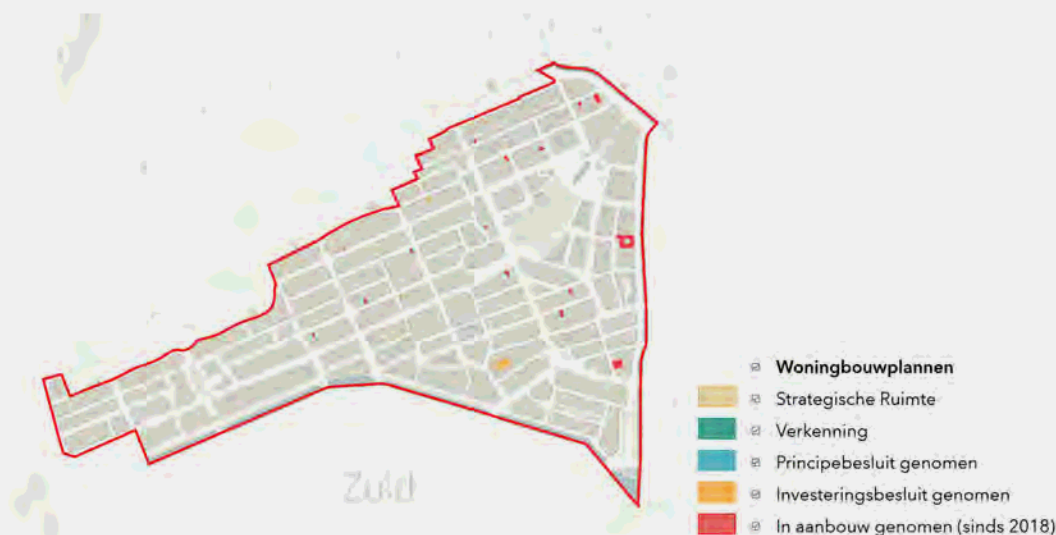 Zuid
Woningbouwplannen
Strategische Ruimte
Verkenning
Principebesluit genomen
Investeringsbesluit genomen
In aanbouw genomen (sinds 2018)